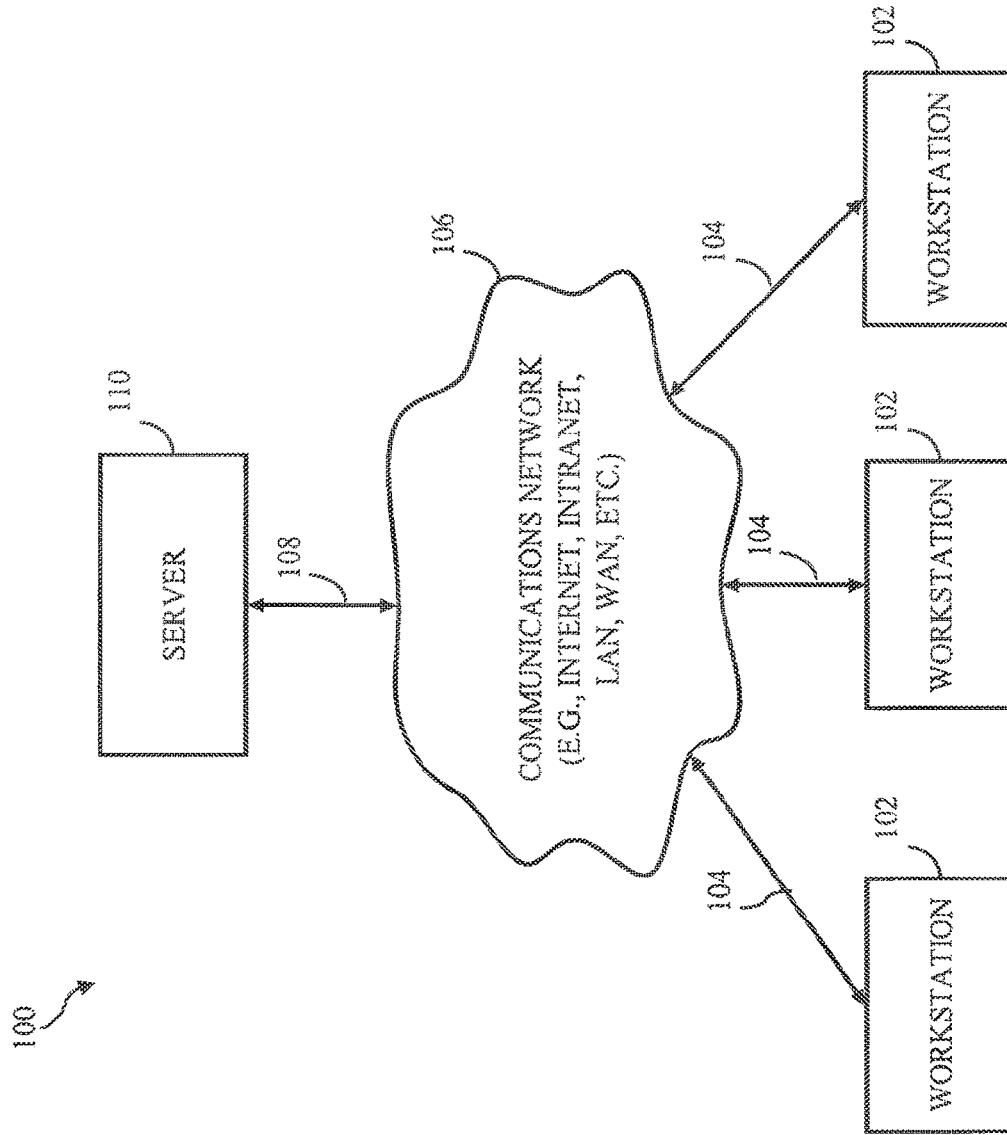 100
SERVER
110
108
COMMUNICATIONS NETWORK
(E.G., INTERNET, INTRANET,
LAN, WAN, ETC.)
106
104
104
104
WORKSTATION
102
WORKSTATION
102
WORKSTATION
102